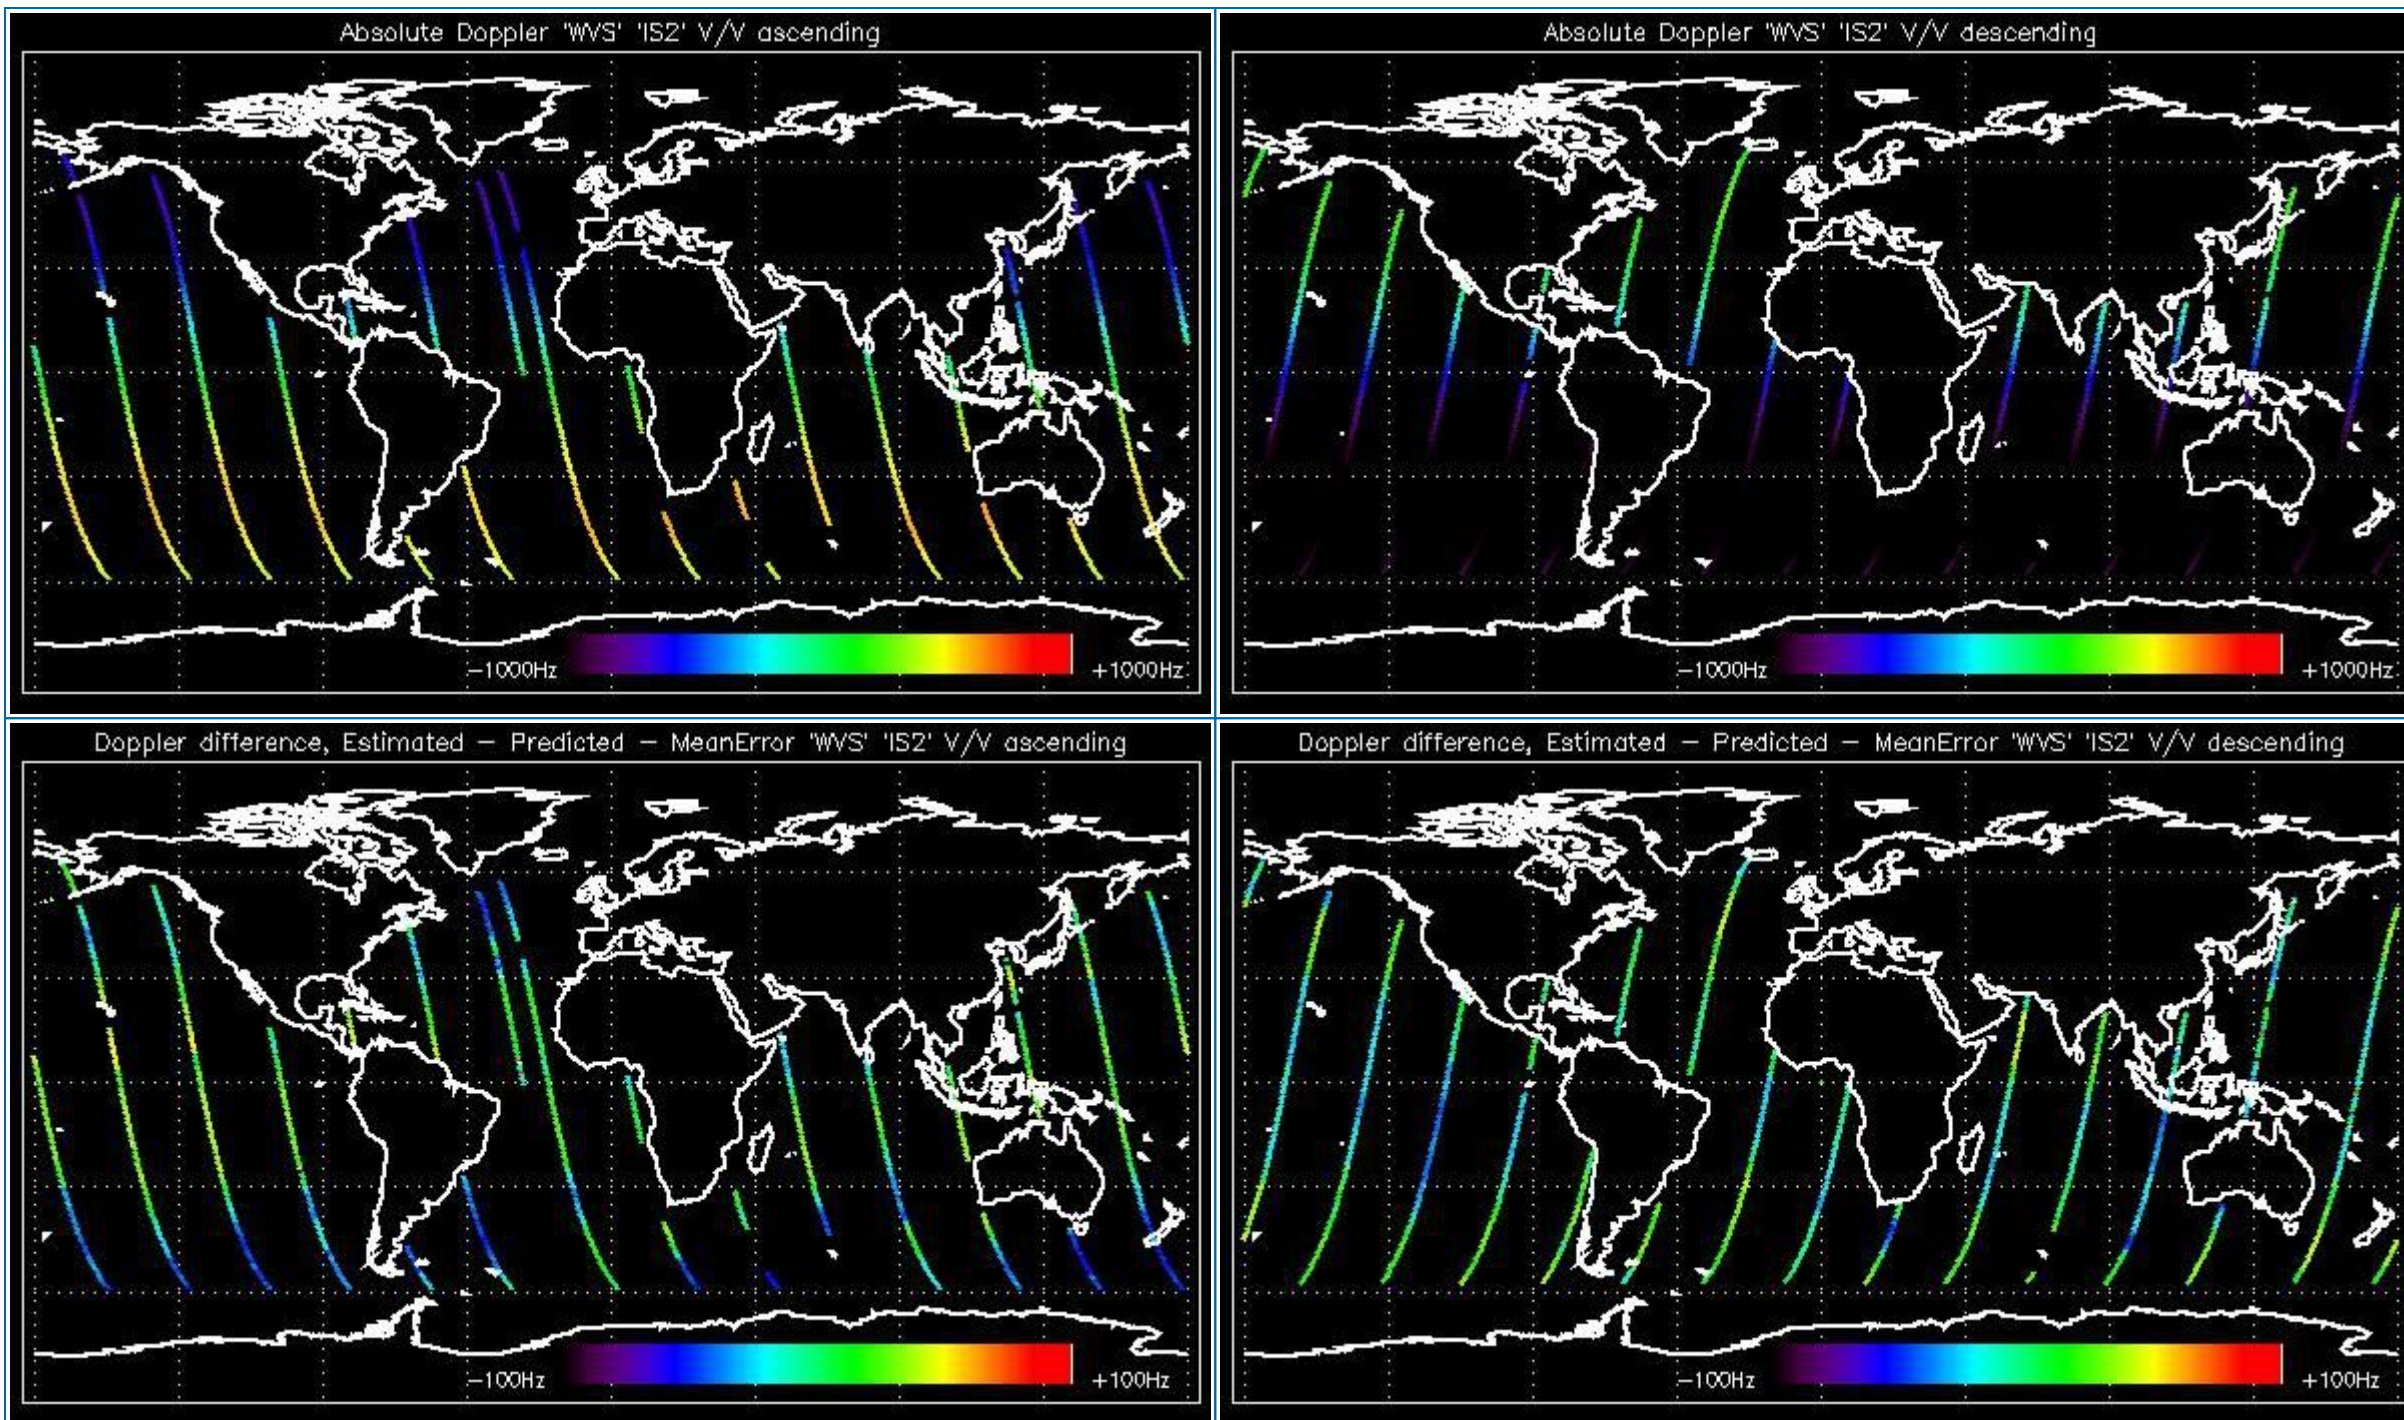 Absolute Doppler 'WVS' 'IS2' V/V ascending
-1000Hz
+1000Hz
Absolute Doppler 'WVS' 'IS2' V/V descending
-1000Hz
+1000Hz
Doppler difference, Estimated - Predicted - MeanError 'WVS' 'IS2' V/V ascending
-100Hz
+100Hz
Doppler difference, Estimated - Predicted - MeanError 'WVS' 'IS2' V/V descending
-100Hz
+100Hz